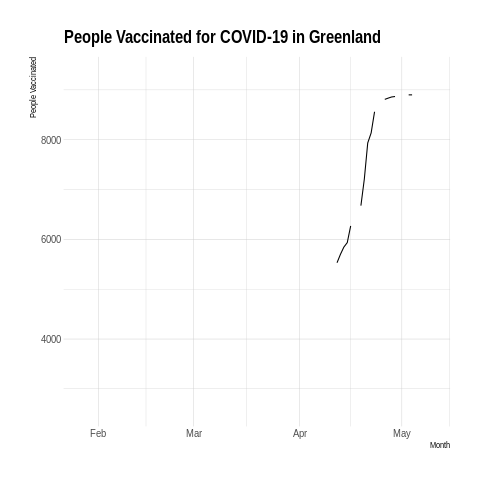 People Vaccinated for COVID-19 in Greenland
People Vaccinated
8000
6000
4000
Feb
Mar
Apr
May
Month